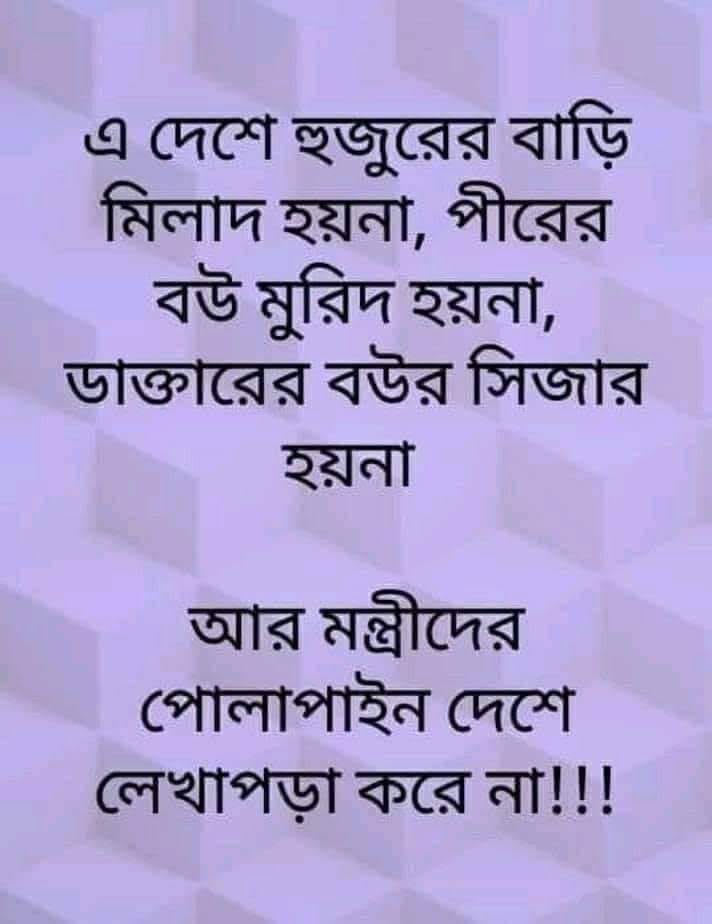 এ দেশে হুজুরের বাড়ি
মিলাদ হয়না, পীরের
বউ মুরিদ হয়না,
ডাক্তারের বউর সিজার
হয়না
আর মন্ত্রীদের
পোলাপাইন দেশে
লেখাপড়া করে না!!!